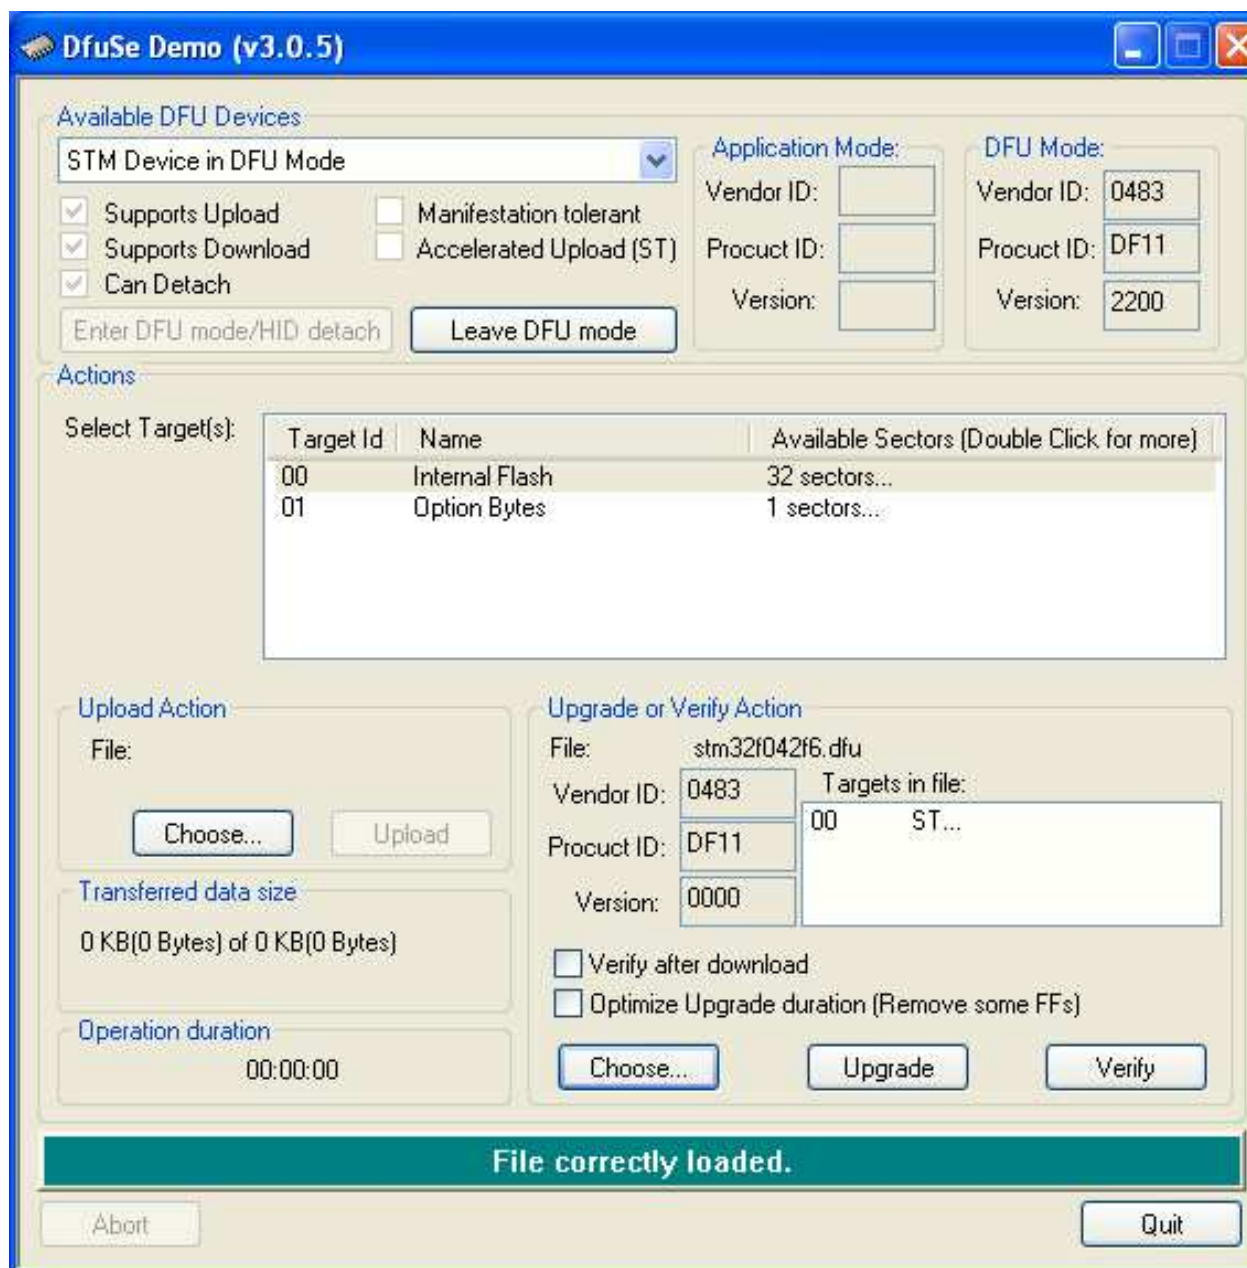 DfuSe Demo (v3.0.5)
Available DFU Devices
STM Device in DFU Mode
Supports Upload
Manifestation tolerant
Supports Download
Accelerated Upload (ST)
Can Detach
Enter DFU mode/HID detach
Leave DFU mode
Application Mode:
Vendor ID:
Procuct ID:
Version:
DFU Mode:
Vendor ID: 0483
Procuct ID: DF11
Version: 2200
Actions
Select Target(s):
Target Id Name Available Sectors (Double Click for more)
00 Internal Flash 32 sectors...
01 Option Bytes 1 sectors...
Upload Action
File:
Choose... Upload
Transferred data size
0 KB(0 Bytes) of 0 KB(0 Bytes)
Operation duration
00:00:00
Upgrade or Verify Action
File: stm32f042f6.dfu
Vendor ID: 0483
Procuct ID: DF11
Version: 0000
Targets in file:
00 ST...
Verify after download
Optimize Upgrade duration (Remove some FFs)
Choose... Upgrade Verify
File correctly loaded.
Abort Quit